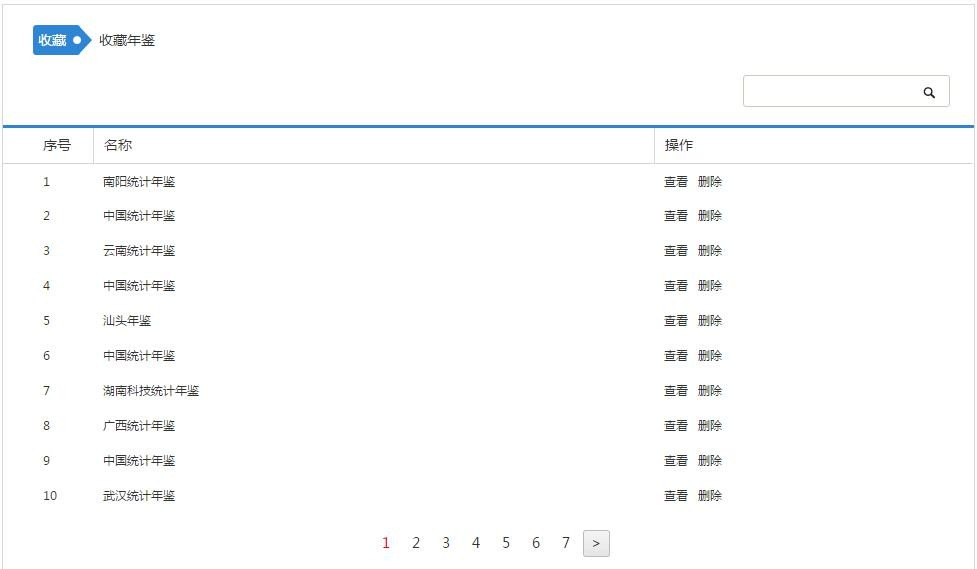 收藏 收藏年鉴
序号 名称 操作
1 南阳统计年鉴 查看 删除
2 中国统计年鉴 查看 删除
3 云南统计年鉴 查看 删除
4 中国统计年鉴 查看 删除
5 汕头年鉴 查看 删除
6 中国统计年鉴 查看 删除
7 湖南科技统计年鉴 查看 删除
8 广西统计年鉴 查看 删除
9 中国统计年鉴 查看 删除
10 武汉统计年鉴 查看 删除
1 2 3 4 5 6 7 >